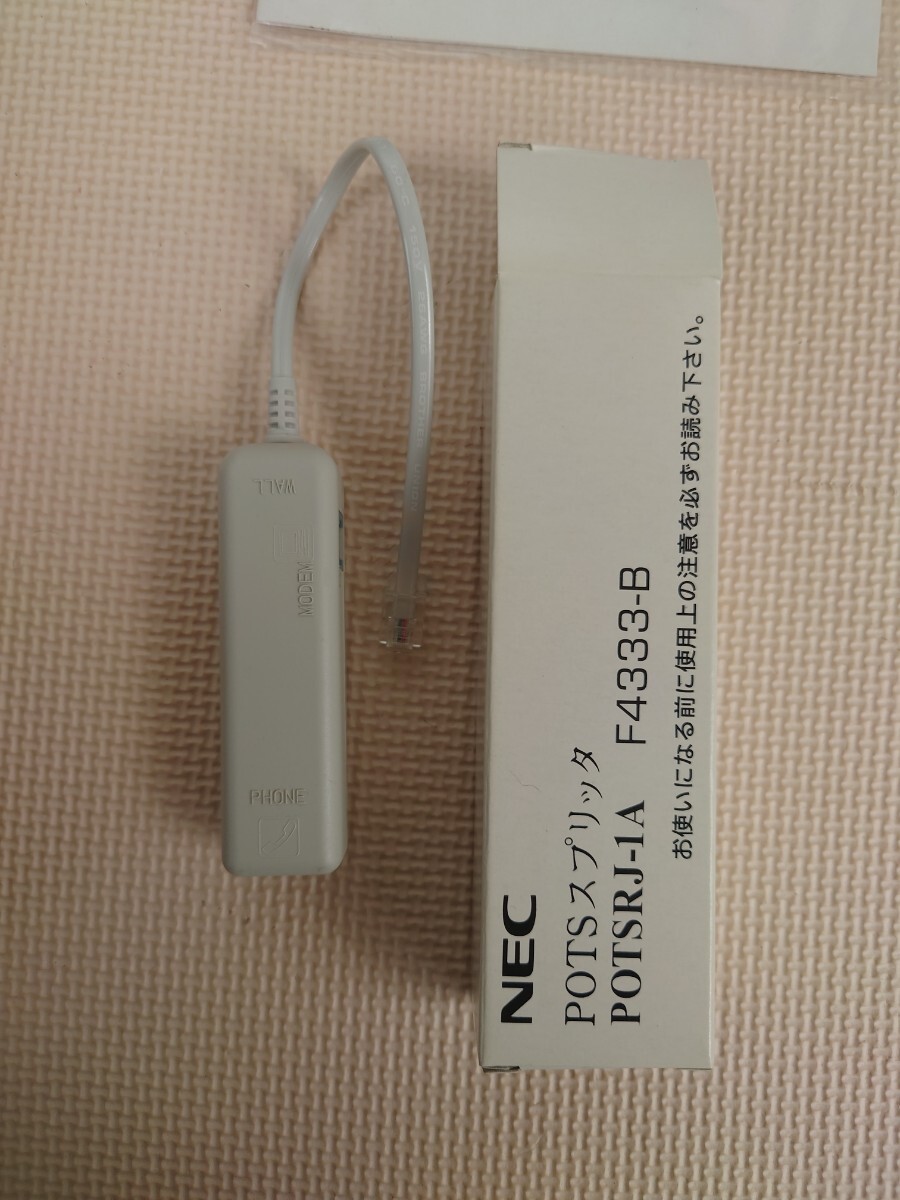 WALL
MODEM
PHONE
NEC
POTSスプリッタ
POTSRJ-1A F4333-B
お使いになる前に使用上の注意を必ずお読み下さい。